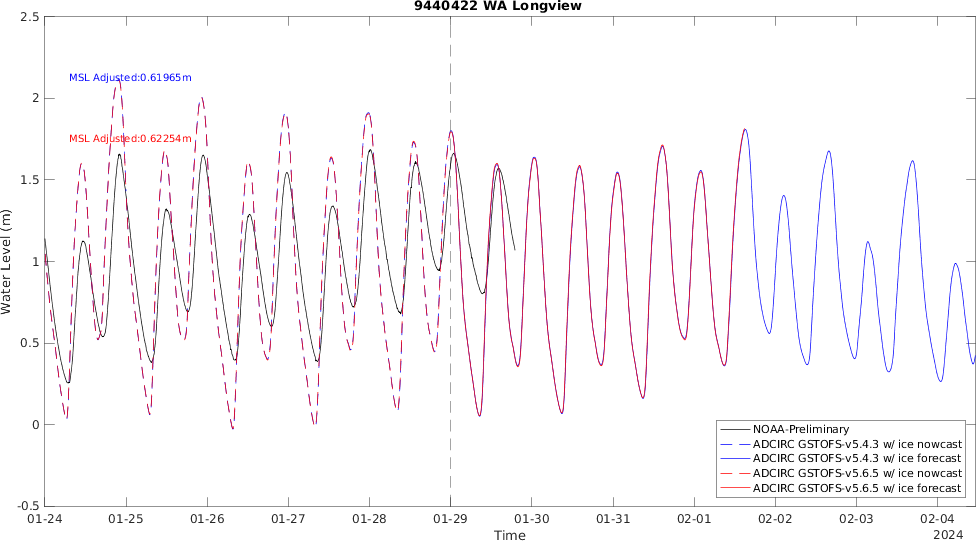 9440422 WA Longview
2.5
2
1.5
1
0.5
0
-0.5
Water Level (m)
MSL Adjusted:0.61965m
MSL Adjusted:0.62254m
NOAA-Preliminary
ADCIRC GSTOFS-v5.4.3 w/ ice nowcast
ADCIRC GSTOFS-v5.4.3 w/ ice forecast
ADCIRC GSTOFS-v5.6.5 w/ ice nowcast
ADCIRC GSTOFS-v5.6.5 w/ ice forecast
01-24 01-25 01-26 01-27 01-28 01-29 01-30 01-31 02-01 02-02 02-03 02-04
Time
2024